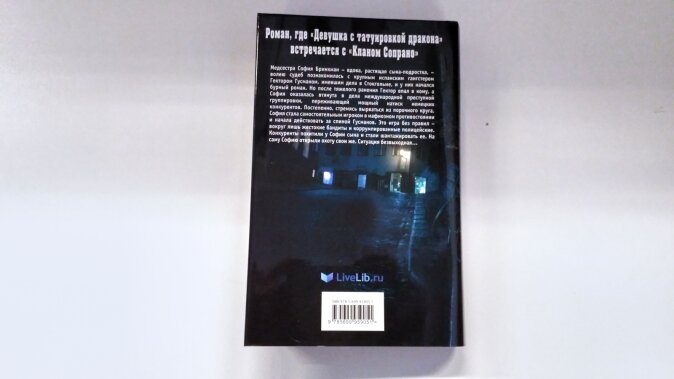 Роман, где «Девушка с татуировкой дракона»
встречается с «Кланом Сопрано»
Медсестра София Бринкман – вдова, растящая сына-подростка, –
волею судеб познакомилась с крупным испанским гангстером
Гектором Гусманом, имевшим дела в Стокгольме, и у них начался
бурный роман. Но после тяжелого ранения Гектор впал в кому, а
София оказалась втянута в дела международной преступной
группировки, переживающей мощный натиск немецких
конкурентов. Постепенно, стремясь вырваться из порочного круга,
София стала самостоятельным игроком в мафиозном противостоянии
и начала действовать за спиной Гусманов. Это игра без правил –
вокруг лишь жестокие бандиты и коррумпированные полицейские.
Конкуренты похитили у Софии сына и стали шантажировать ее. На
саму Софию открыли охоту свои же. Ситуация безвыходная...
LiveLib.ru